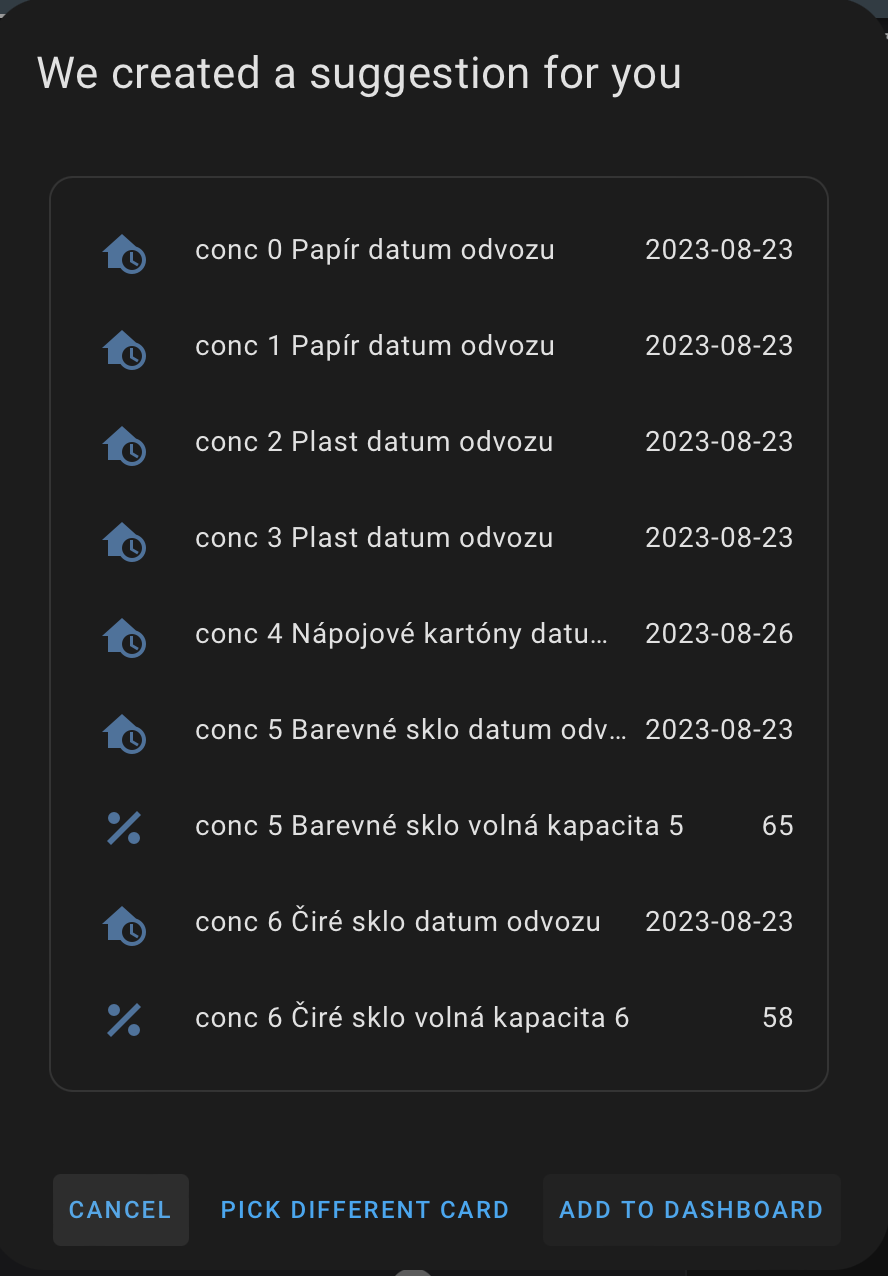 We created a suggestion for you
conc 0 Papír datum odvozu 2023-08-23
conc 1 Papír datum odvozu 2023-08-23
conc 2 Plast datum odvozu 2023-08-23
conc 3 Plast datum odvozu 2023-08-23
conc 4 Nápojové kartóny datu… 2023-08-26
conc 5 Barevné sklo datum odv… 2023-08-23
conc 5 Barevné sklo volná kapacita 5 65
conc 6 Čiré sklo datum odvozu 2023-08-23
conc 6 Čiré sklo volná kapacita 6 58
CANCEL PICK DIFFERENT CARD ADD TO DASHBOARD